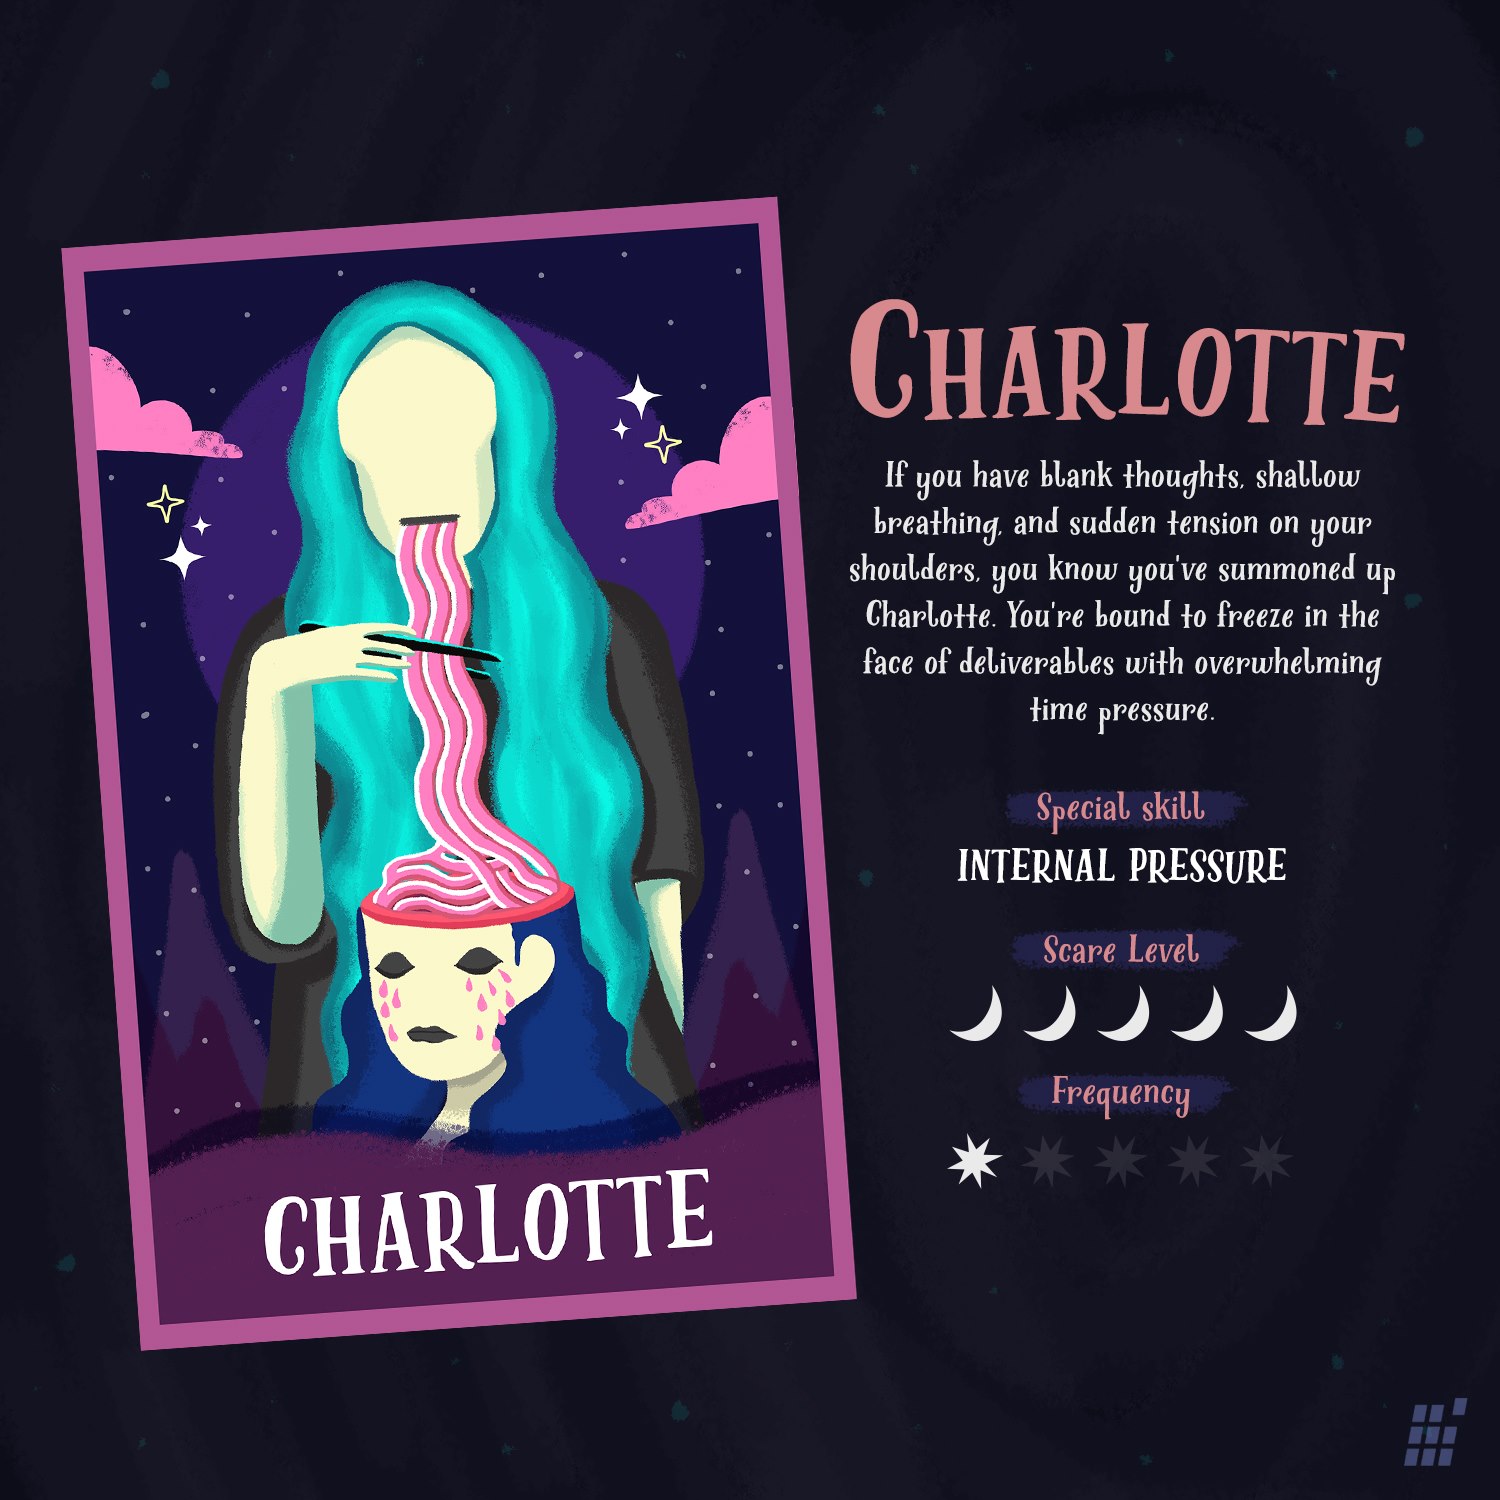 CHARLOTTE
CHARLOTTE
If you have blank thoughts, shallow
breathing, and sudden tension on your
shoulders, you know you've summoned up
Charlotte. You're bound to freeze in the
face of deliverables with overwhelming
time pressure.
Special skill
INTERNAL PRESSURE
Scare Level
Frequency